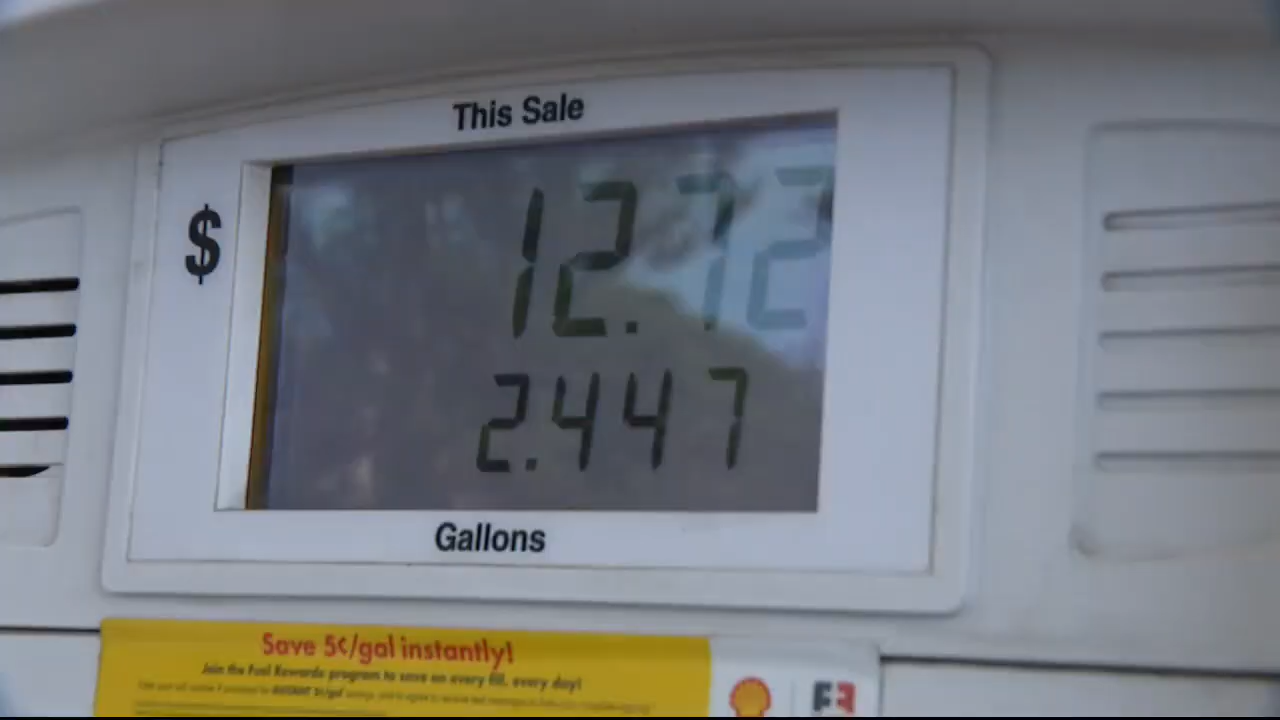 This Sale
$ 12.72
2.447
Gallons
Save 5¢/gal instantly!
Join the Fuel Rewards program to save on every fill, every day!